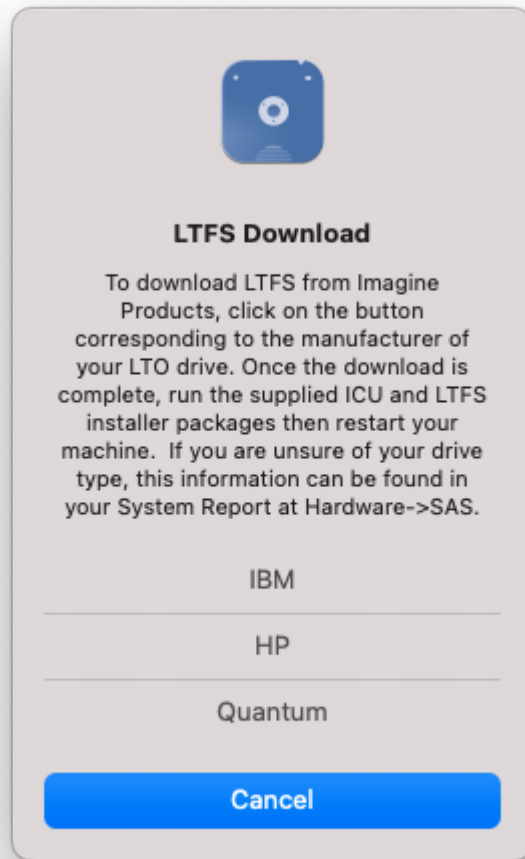 LTFS Download
To download LTFS from Imagine
Products, click on the button
corresponding to the manufacturer of
your LTO drive. Once the download is
complete, run the supplied ICU and LTFS
installer packages then restart your
machine.  If you are unsure of your drive
type, this information can be found in
your System Report at Hardware->SAS.
IBM
HP
Quantum
Cancel